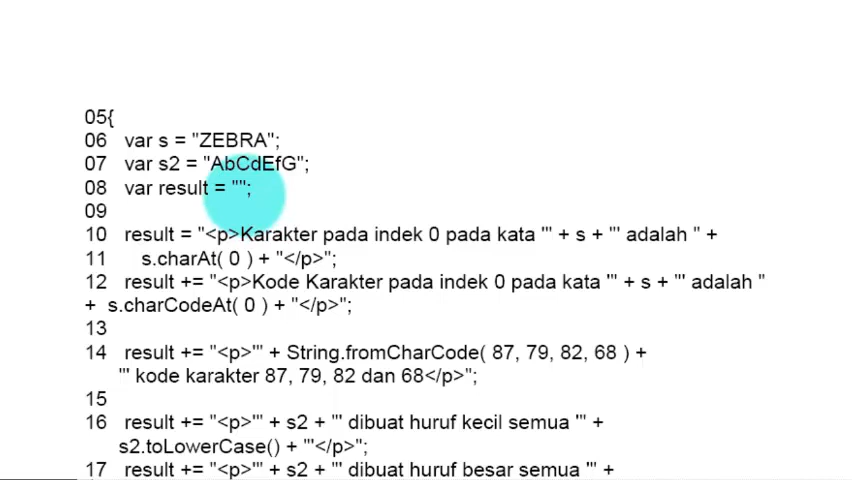 05{
06 var s = "ZEBRA";
07 var s2 = "AbCdEfG";
08 var result = "";
09
10 result = "<p>Karakter pada indek 0 pada kata '" + s + "' adalah " +
11 s.charAt( 0 ) + "</p>";
12 result += "<p>Kode Karakter pada indek 0 pada kata '" + s + "' adalah "
+ s.charCodeAt( 0 ) + "</p>";
13
14 result += "<p>'" + String.fromCharCode( 87, 79, 82, 68 ) +
"' kode karakter 87, 79, 82 dan 68</p>";
15
16 result += "<p>'" + s2 + "' dibuat huruf kecil semua '" +
s2.toLowerCase() + "'</p>";
17 result += "<p>'" + s2 + "' dibuat huruf besar semua '" +